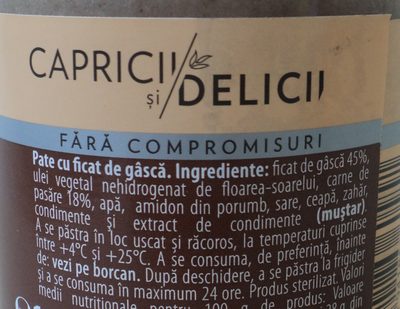 CAPRICII
și DELICII
FĂRĂ COMPROMISURI
Pate cu ficat de gâscă. Ingrediente: ficat de gâscă 45%,
ulei vegetal nehidrogenat de floarea-soarelui, carne de
pasăre 18%, apă, amidon din porumb, sare, ceapă, zahăr,
condimente și extract de condimente (muștar).
A se păstra în loc uscat și răcoros, la temperaturi cuprinse
între +4°C și +25°C. A se consuma, de preferință, înainte
de: vezi pe borcan. După deschidere, a se păstra la frigider
și a se consuma în maximum 24 ore. Produs sterilizat. Valori
medii nutriționale pentru 100 g de produs: Valoare